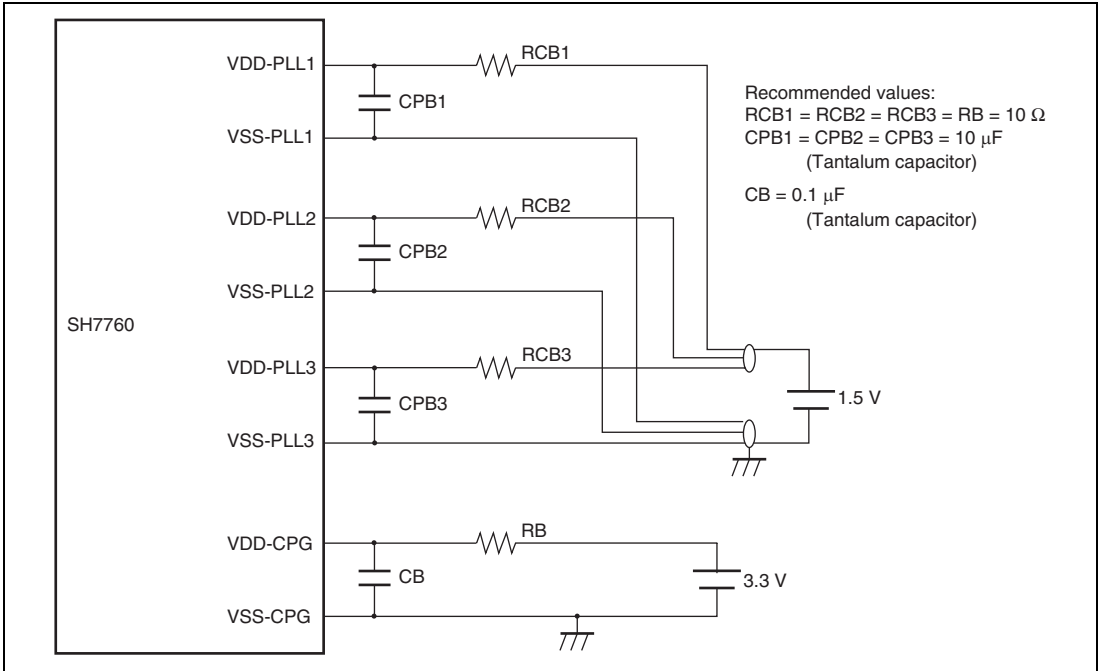 VDD-PLL1
RCB1
CPB1
VSS-PLL1
Recommended values:
RCB1 = RCB2 = RCB3 = RB = 10 Ω
CPB1 = CPB2 = CPB3 = 10 μF
(Tantalum capacitor)
CB = 0.1 μF
(Tantalum capacitor)
VDD-PLL2
RCB2
CPB2
VSS-PLL2
SH7760
VDD-PLL3
RCB3
CPB3
VSS-PLL3
1.5 V
VDD-CPG
RB
CB
VSS-CPG
3.3 V